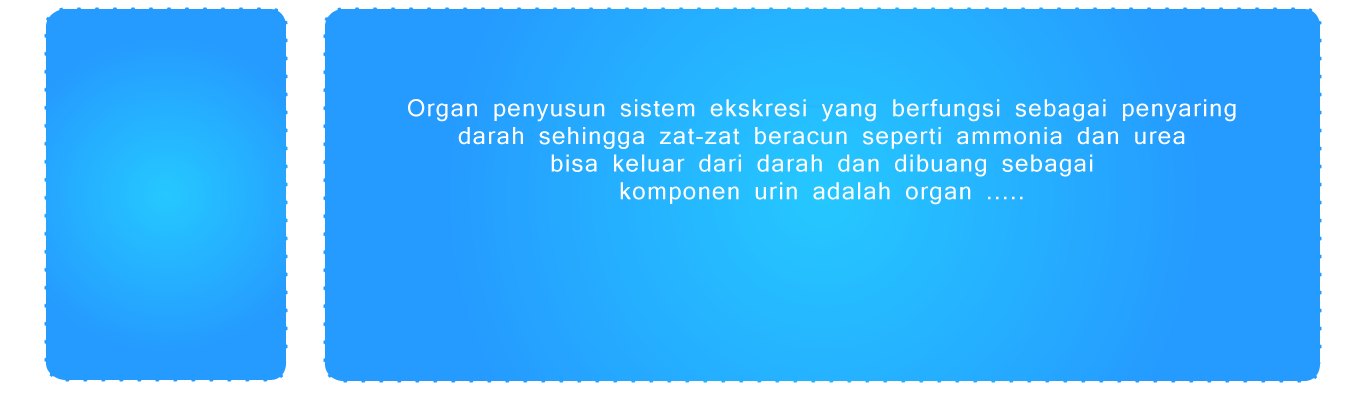 Organ penyusun sistem ekskresi yang berfungsi sebagai penyaring
darah sehingga zat-zat beracun seperti ammonia dan urea
bisa keluar dari darah dan dibuang sebagai
komponen urin adalah organ .....